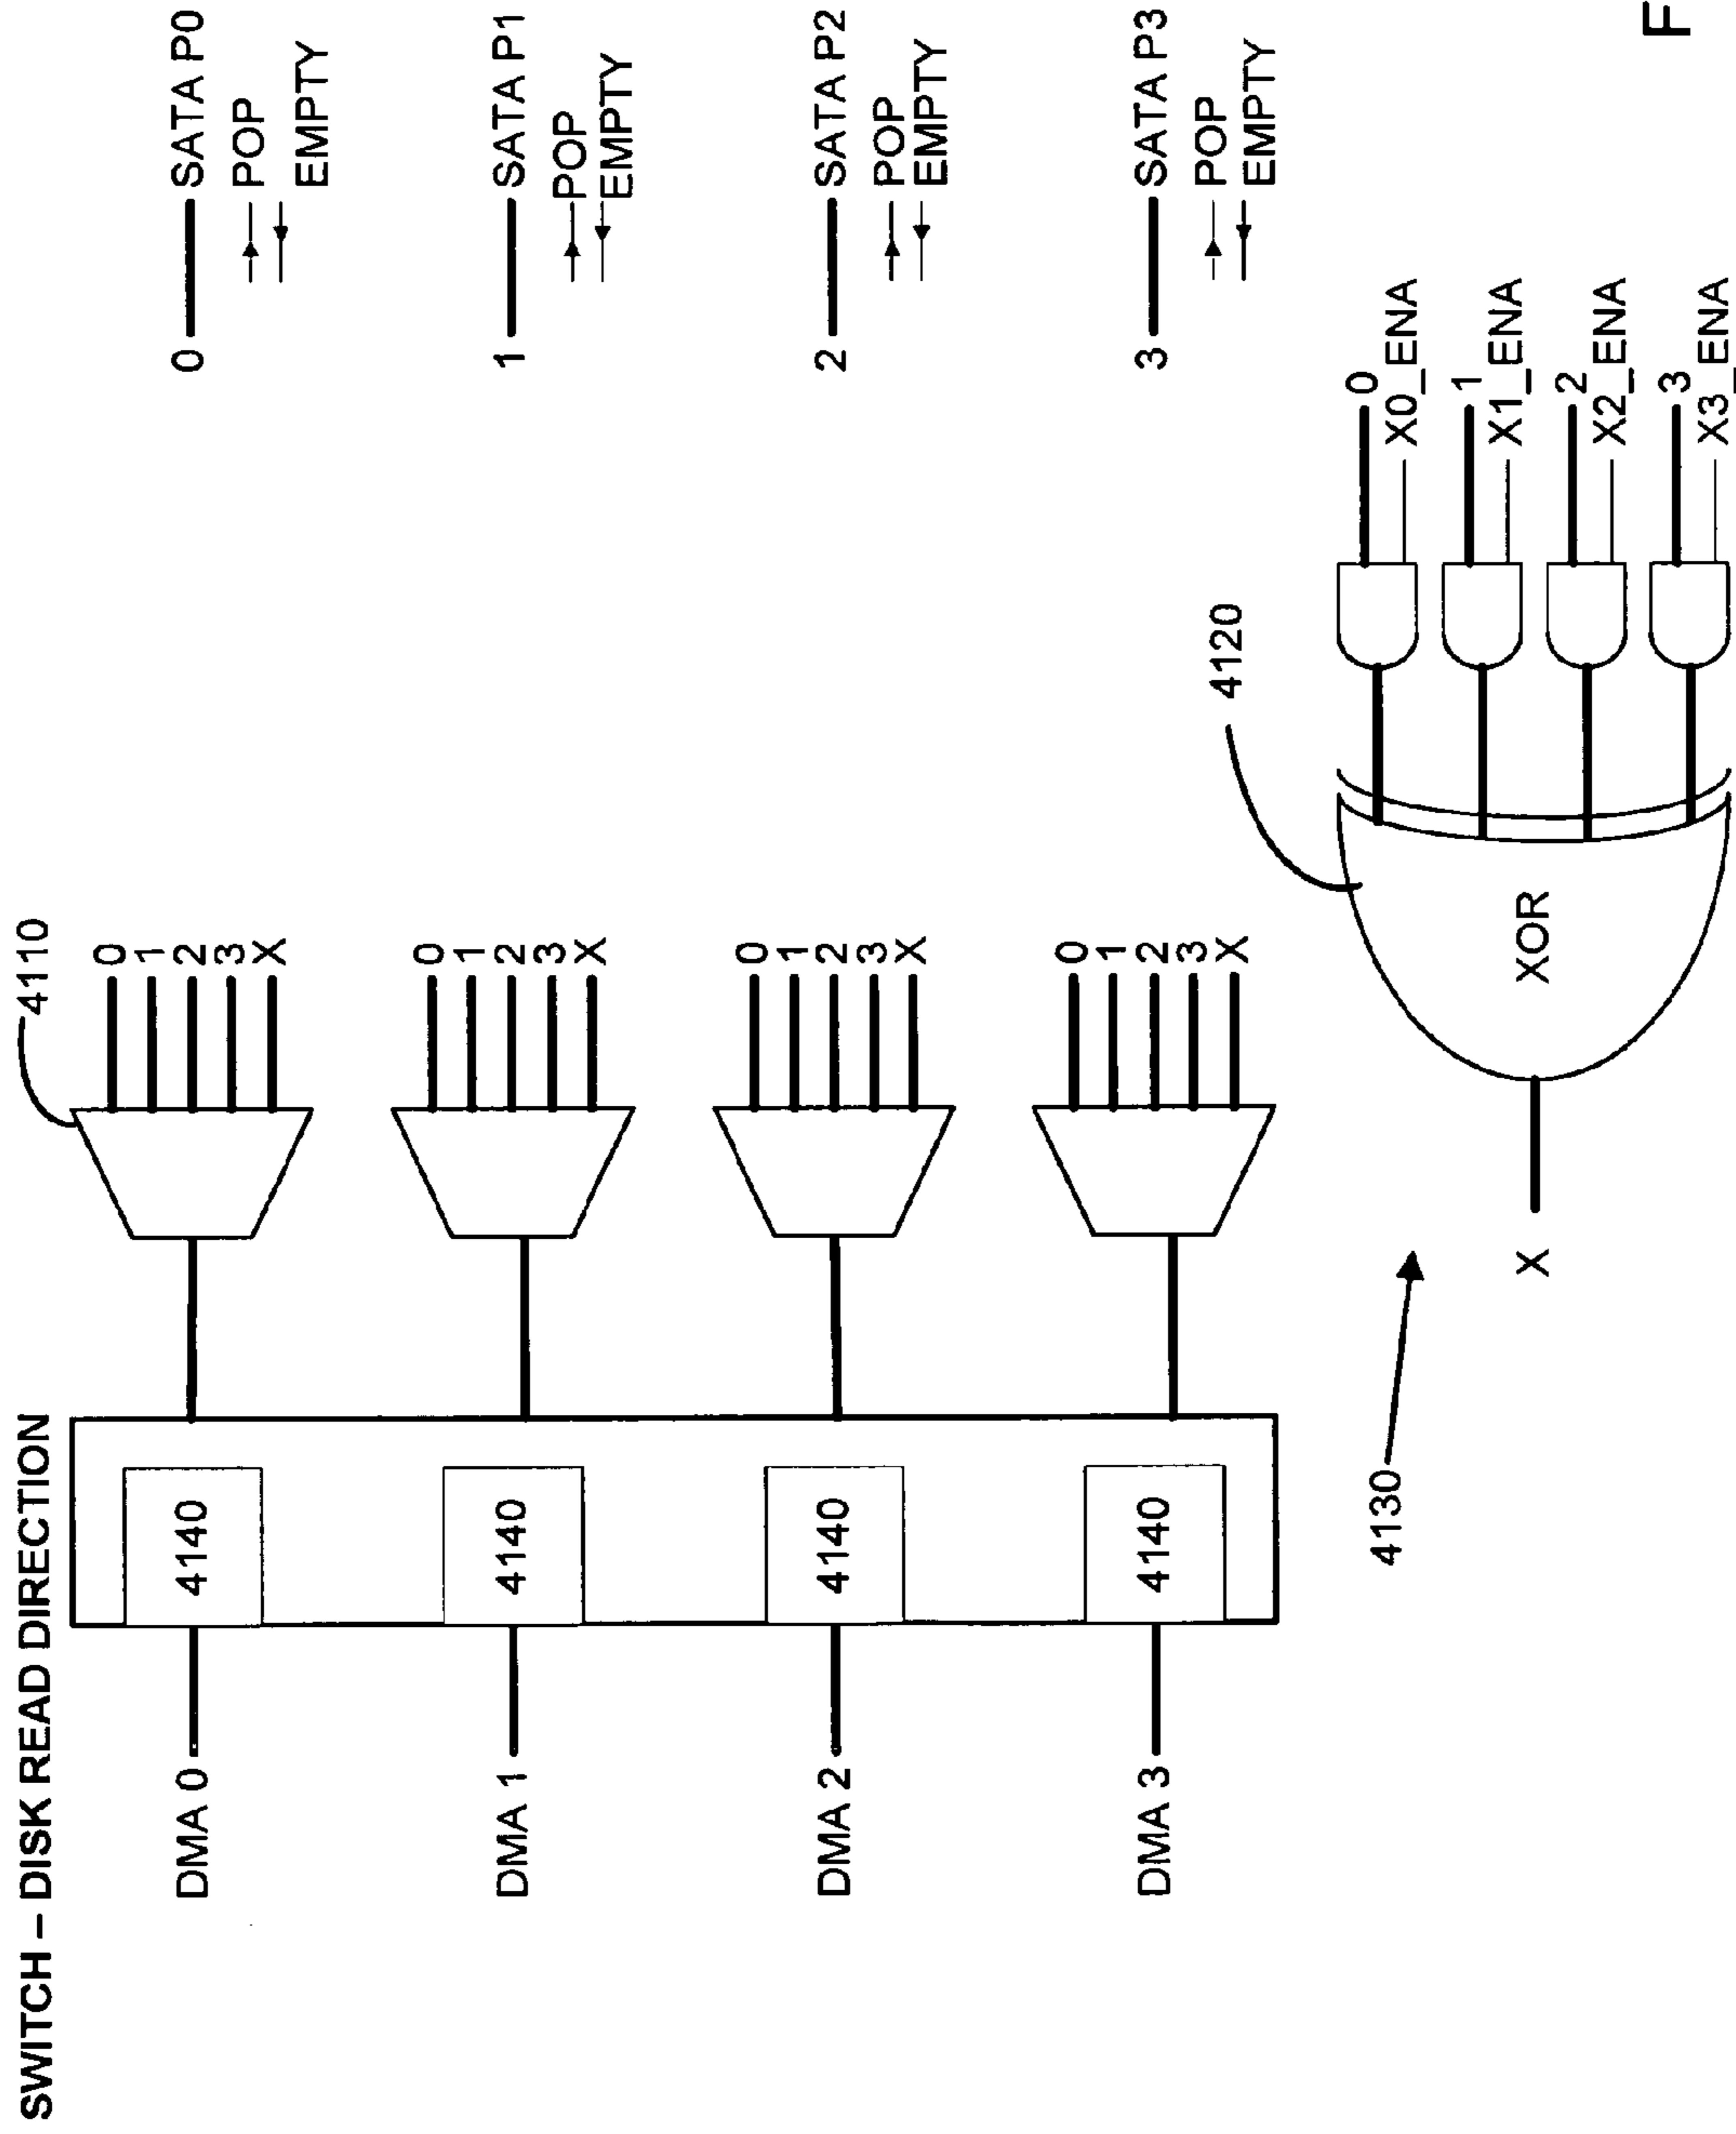 SWITCH – DISK READ DIRECTION
4110
DMA 0
4140
0
1
2
3
X
0
SATA P0
POP
EMPTY
DMA 1
4140
0
1
2
3
X
1
SATA P1
POP
EMPTY
DMA 2
4140
0
1
2
3
X
2
SATA P2
POP
EMPTY
DMA 3
4140
0
1
2
3
X
3
SATA P3
POP
EMPTY
4120
4130
X
XOR
0
X0_ENA
1
X1_ENA
2
X2_ENA
3
X3_ENA
F